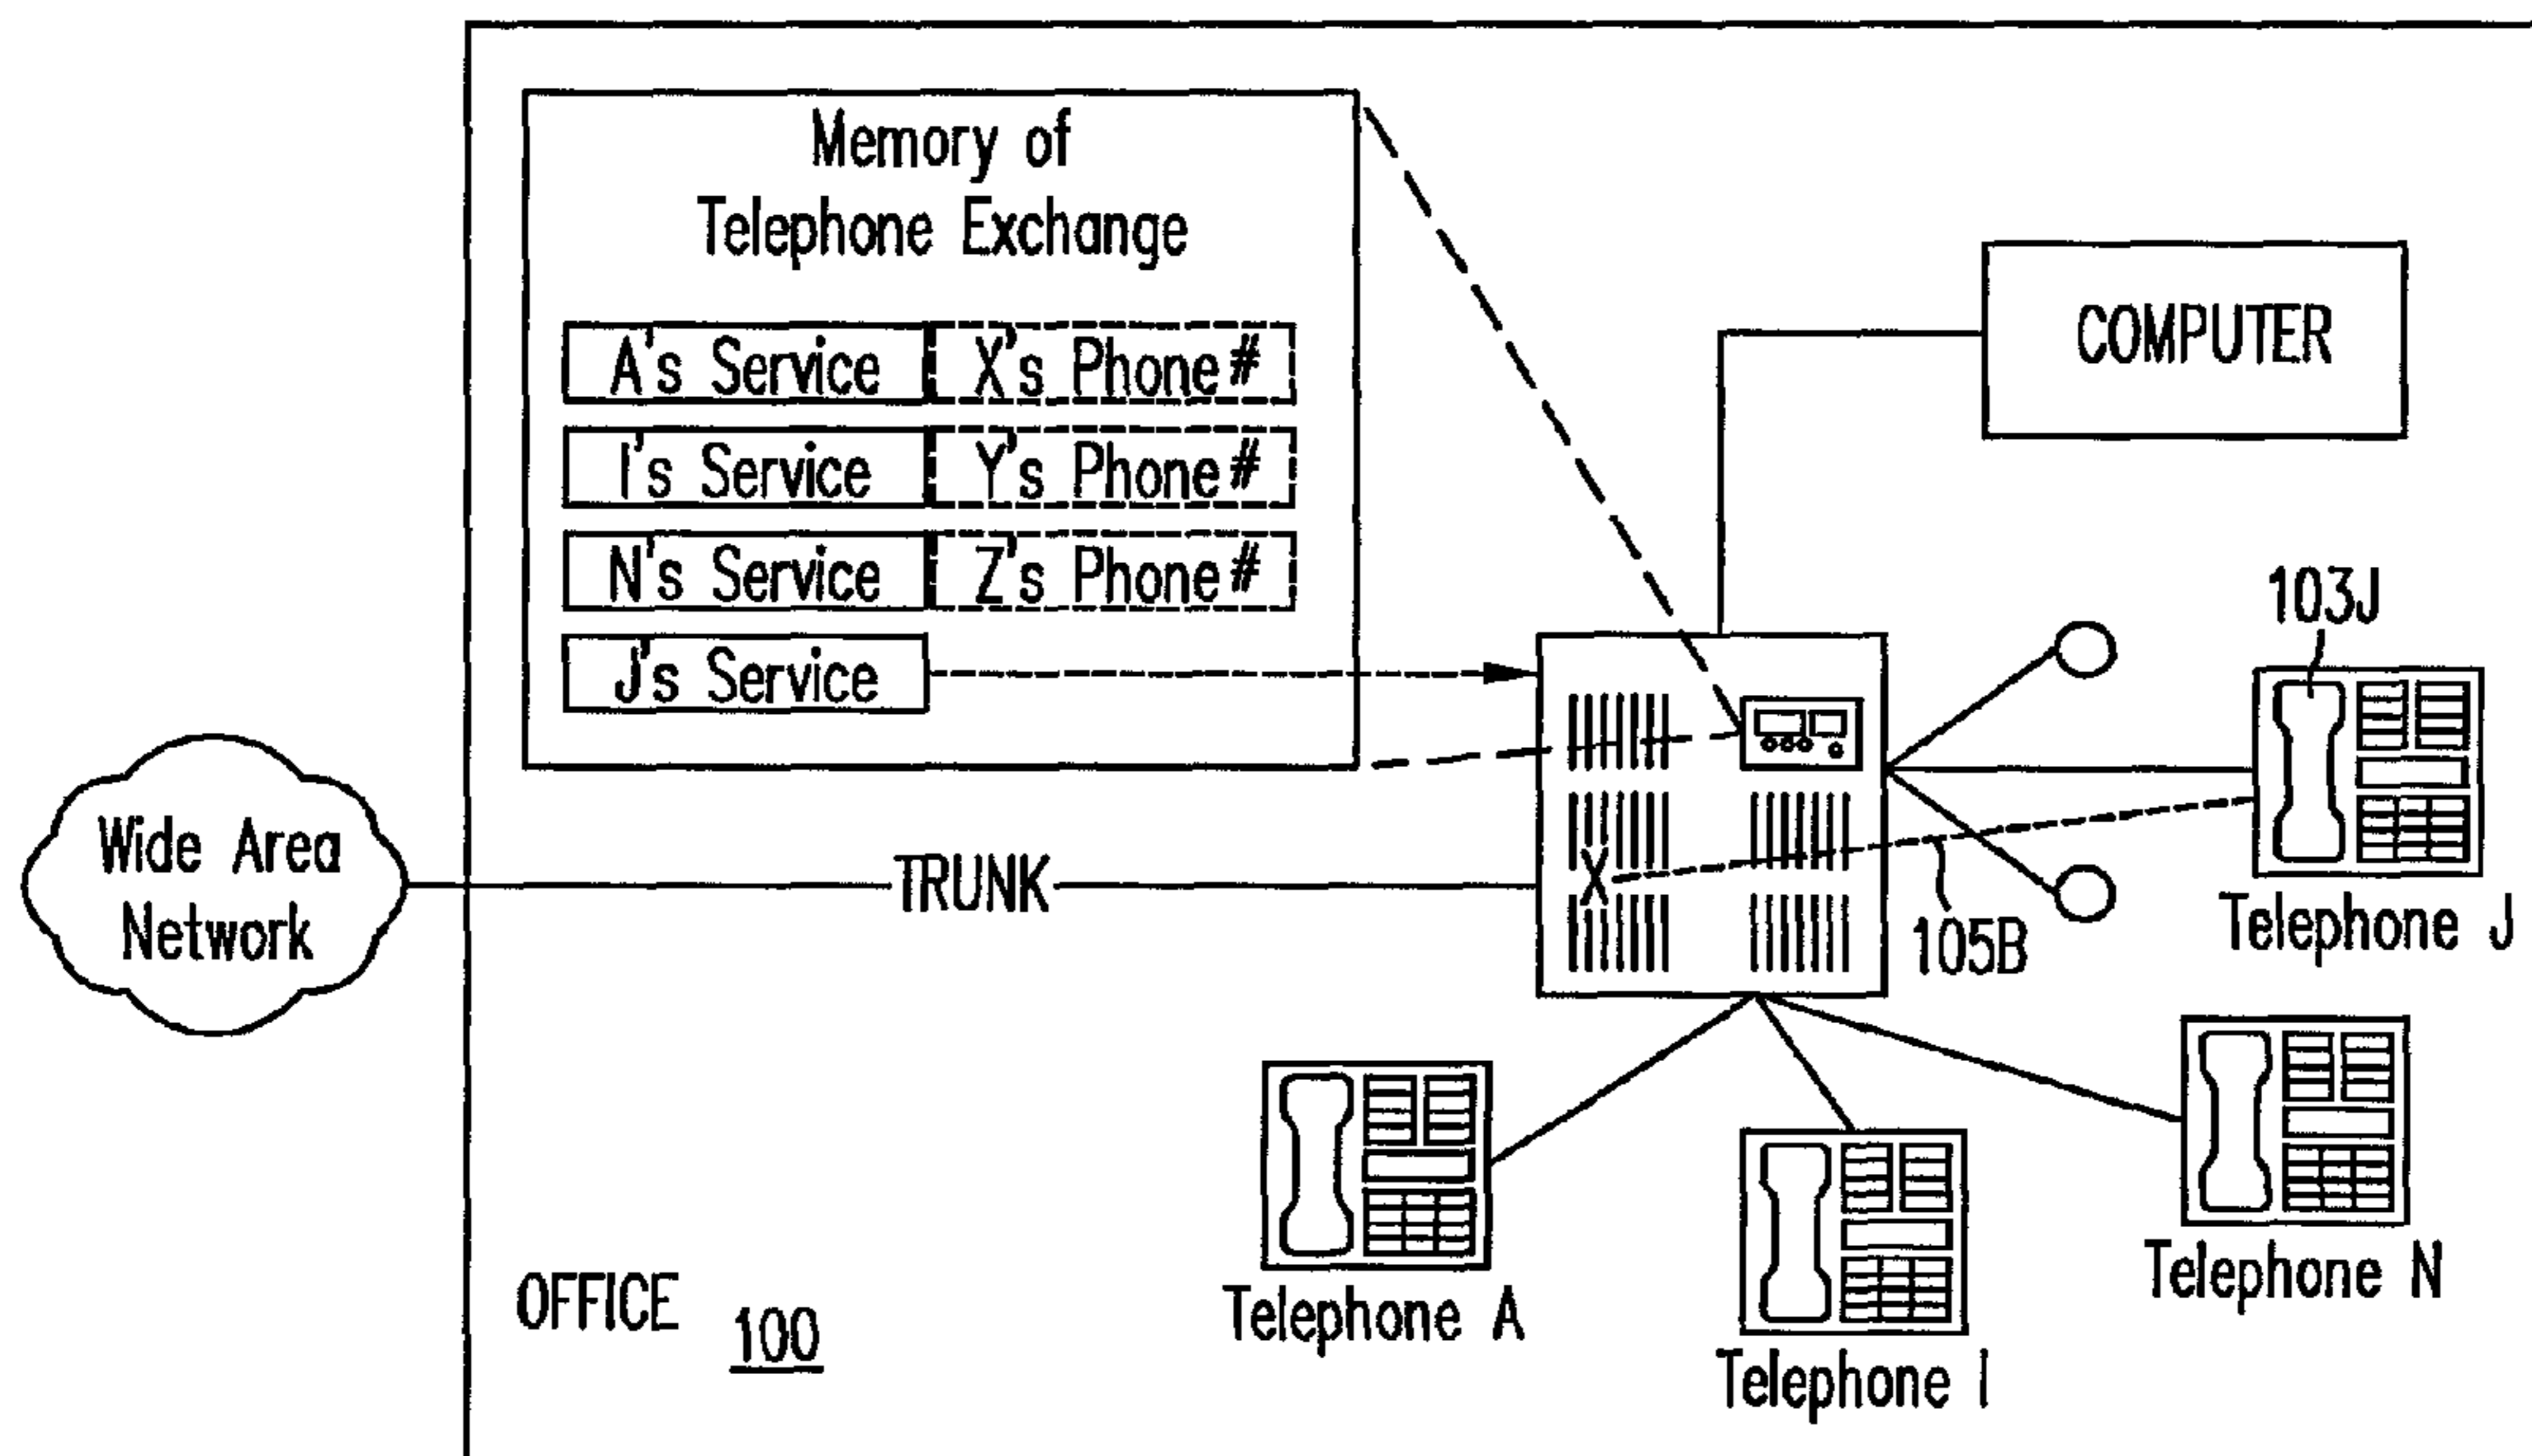 Memory of
Telephone Exchange
A's Service X's Phone#
I's Service Y's Phone#
N's Service Z's Phone#
J's Service
COMPUTER
103J
Wide Area
Network
TRUNK
X
105B
Telephone J
Telephone N
Telephone A
Telephone I
OFFICE 100